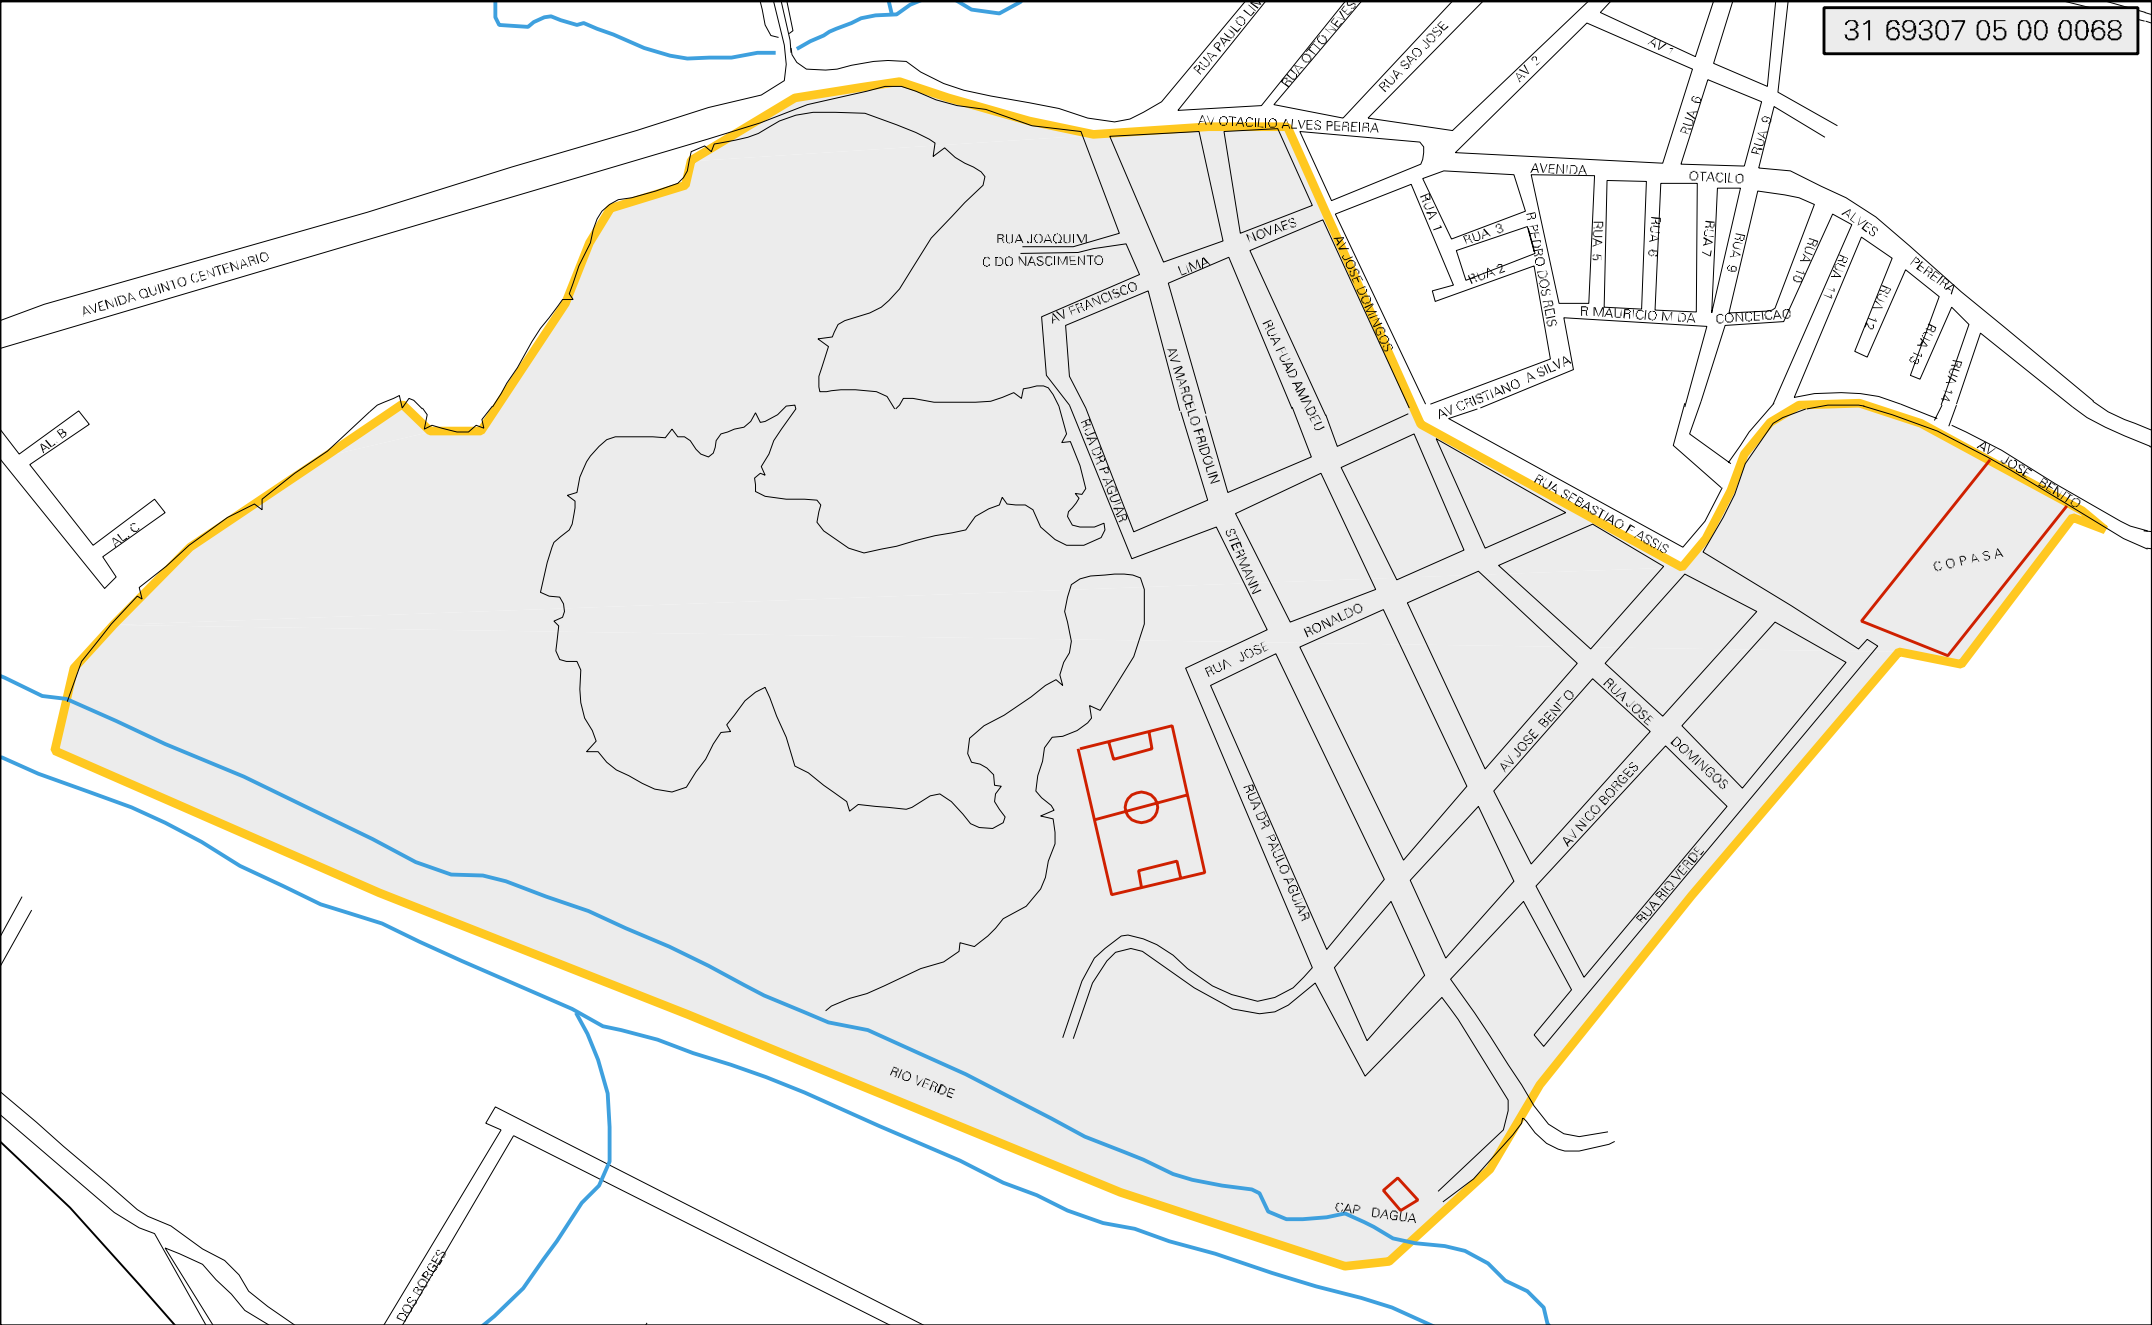 31 69307 05 00 0068
RUA PAULO LIM
RUA OTTO NEVES
RUA SAO JOSE
AV 2
AV 1
RUA 9
RUA 9
AV OTACILIO ALVES PEREIRA
AVENIDA
OTACILO
ALVES
PEREIRA
RUA 1
RUA 3
RUA 2
R PEDRO DOS REIS
RUA 5
RUA 6
RUA 7
RUA 9
RUA 10
RUA 11
RUA 12
RUA 13
RUA 14
R MAURICIO M DA CONCEICAO
RUA JOAQUIM
C DO NASCIMENTO
NOVAES
LIMA
AV FRANCISCO
AV JOSE DOMINGOS
AVENIDA QUINTO CENTENARIO
RUA FUAD AMADEU
AV MARCELO FRIDOLIN
AV CRISTIANO A SILVA
RUA DR P AGUIAR
AL. B
AL. C
AV JOSE BENITO
RUA SEBASTIAO F ASSIS
COPASA
STERMANN
RONALDO
RUA JOSE
RUA JOSE
DOMINGOS
AV JOSE BENITO
AV NICO BORGES
RUA DR PAULO AGUIAR
RUA RIO VERDE
RIO VERDE
CAP DAGUA
DOS BORGES